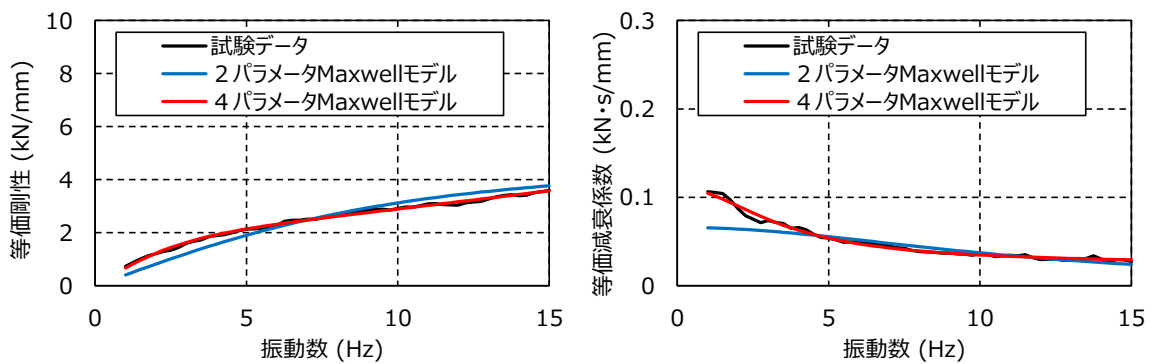 等価剛性 (kN/mm)
10
8
6
4
2
0
試験データ
２パラメータMaxwellモデル
４パラメータMaxwellモデル
0
5
10
15
振動数 (Hz)
等価減衰係数 (kN･s/mm)
0.3
0.2
0.1
0
試験データ
２パラメータMaxwellモデル
４パラメータMaxwellモデル
0
5
10
15
振動数 (Hz)